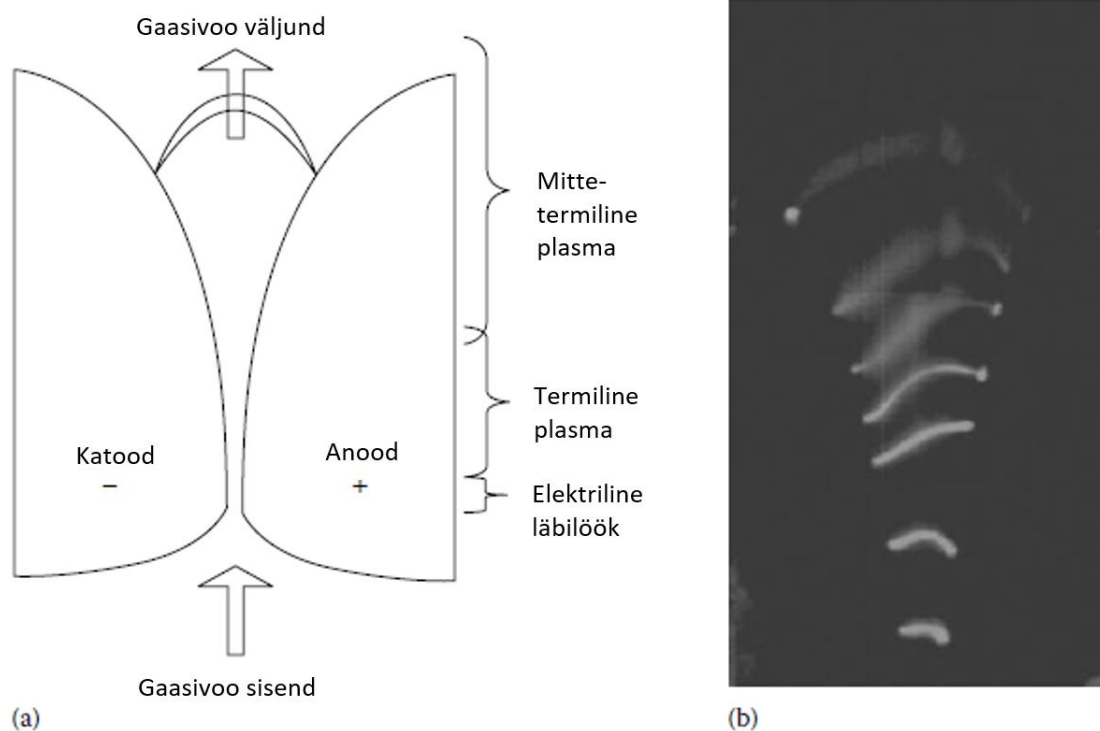 Gaasivoo väljund
Mitte-
termiline
plasma
Termiline
plasma
Katood
−
Anood
+
Elektriline
läbilöök
Gaasivoo sisend
(a)
(b)